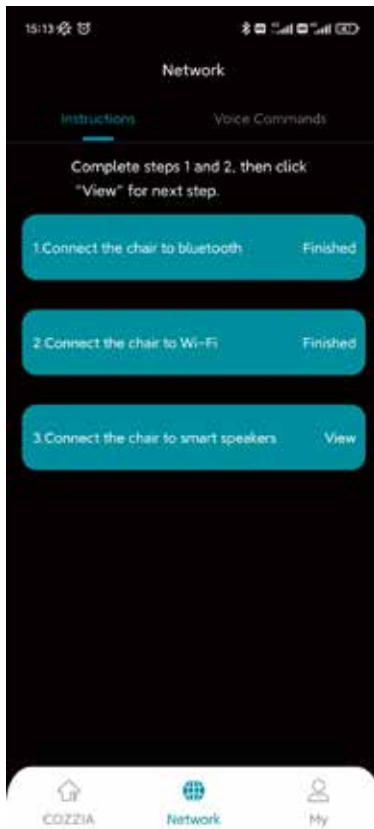 15:13
Network
Instructions Voice Commands
Complete steps 1 and 2, then click
"View" for next step.
1.Connect the chair to bluetooth Finished
2.Connect the chair to Wi-Fi Finished
3.Connect the chair to smart speakers View
COZZIA Network My